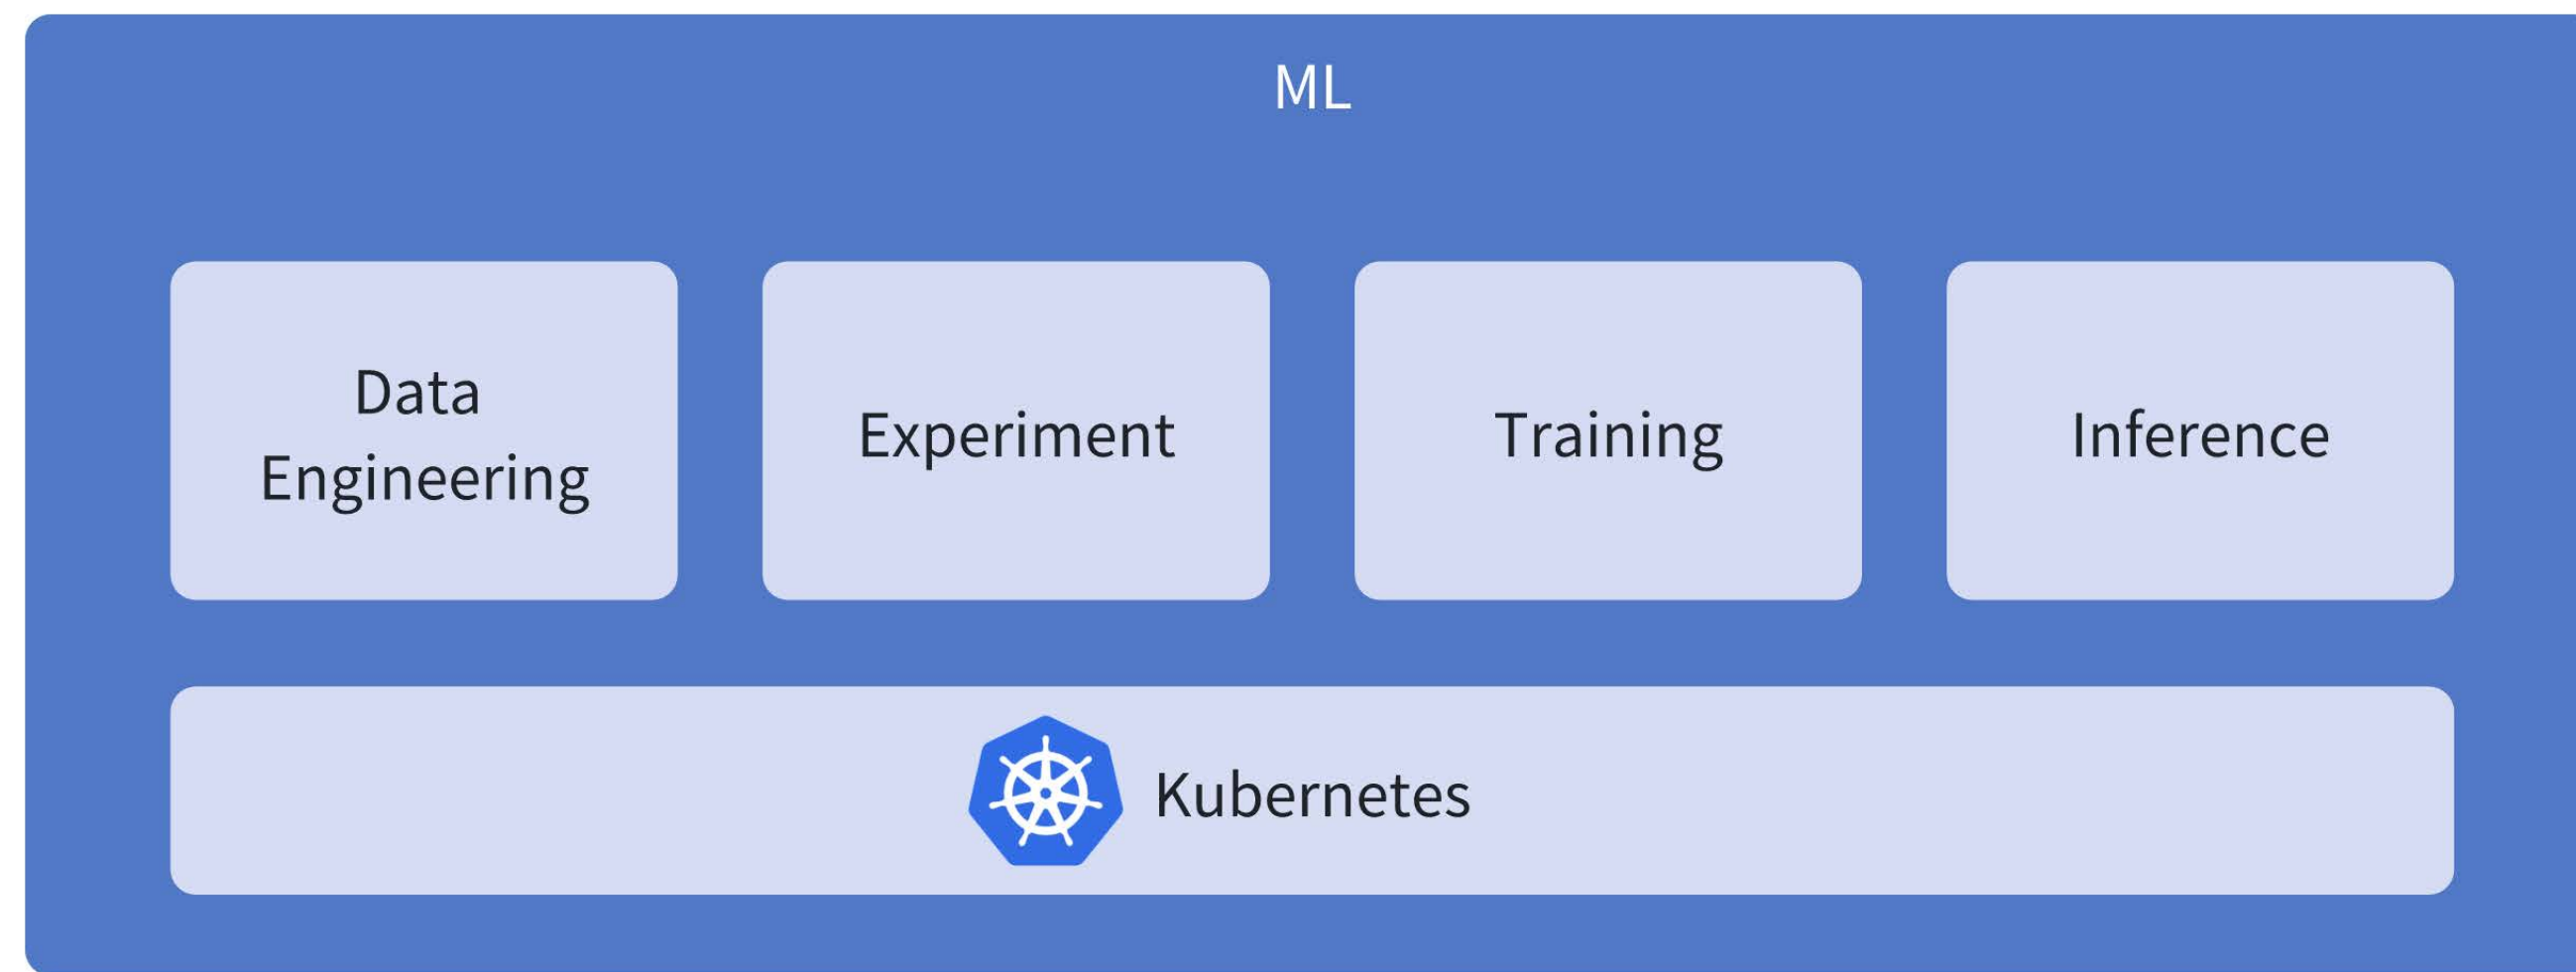 ML
Data
Engineering
Experiment
Training
Inference
Kubernetes